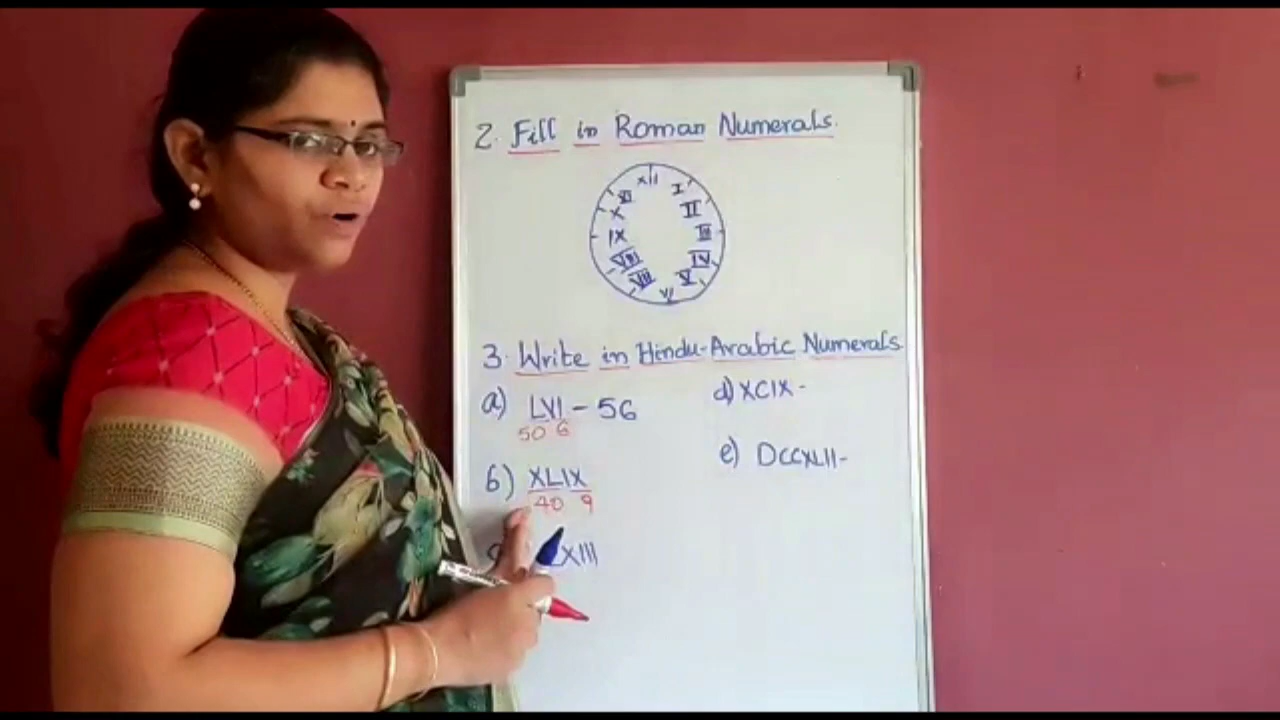 2. Fill in Roman Numerals.
XII
I
II
III
IV
V
VI
VII
VIII
IX
X
XI
3. Write in Hindu-Arabic Numerals
a) LVI - 56
50 6
b) XLIX
40 9
XIII
d) XCIX -
e) DCCXLII -